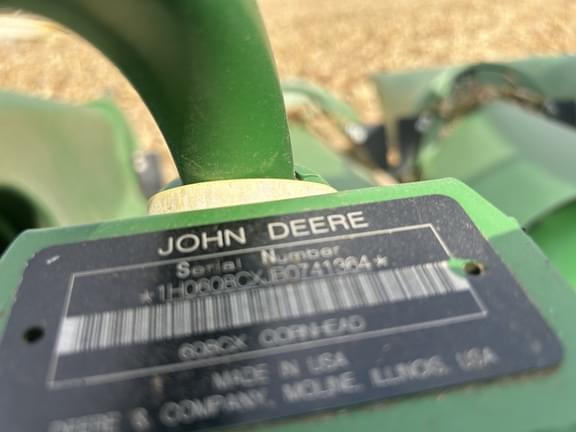 JOHN DEERE
Serial Number
*1H0608CXJB0741364*
608CX CORNHEAD
MADE IN USA
DEERE & COMPANY, MOLINE, ILLINOIS, USA